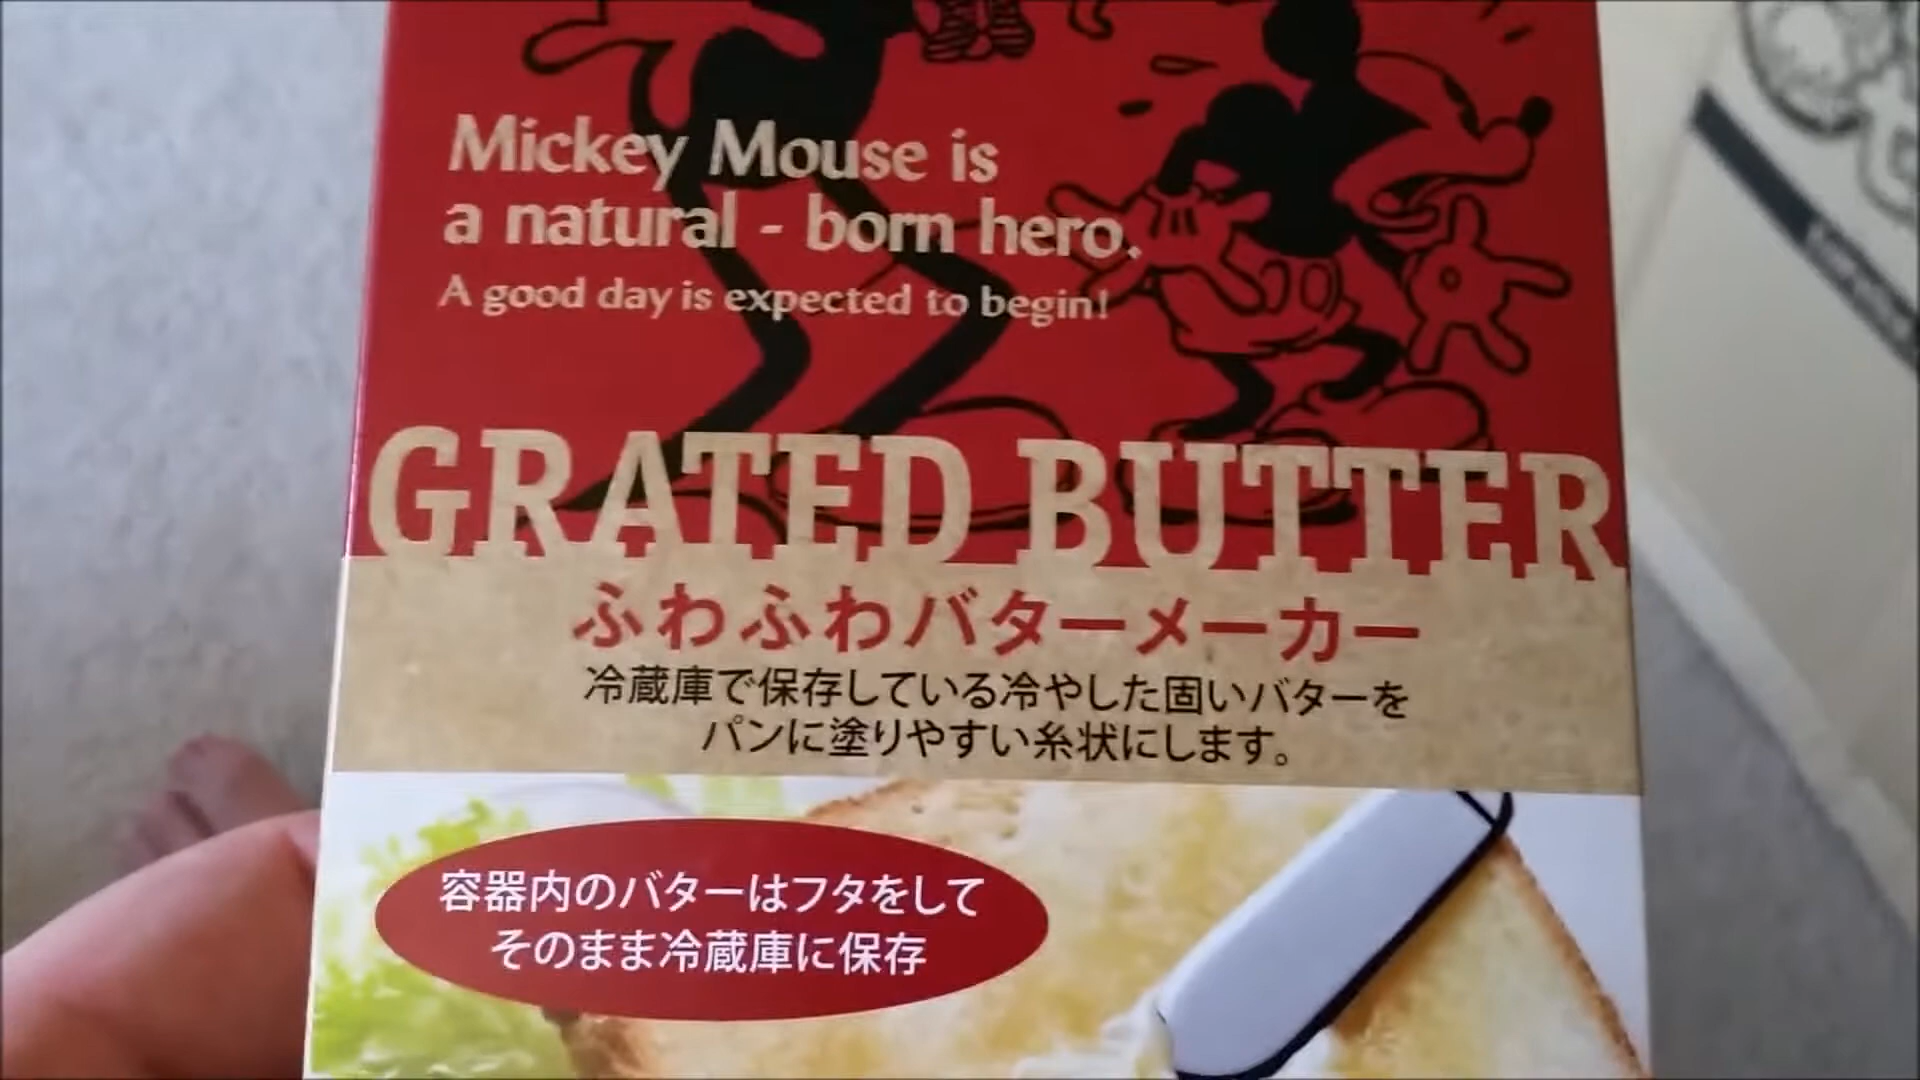 Mickey Mouse is
a natural - born hero.
A good day is expected to begin!
GRATED BUTTER
ふわふわバターメーカー
冷蔵庫で保存している冷やした固いバターを
パンに塗りやすい糸状にします。
容器内のバターはフタをして
そのまま冷蔵庫に保存